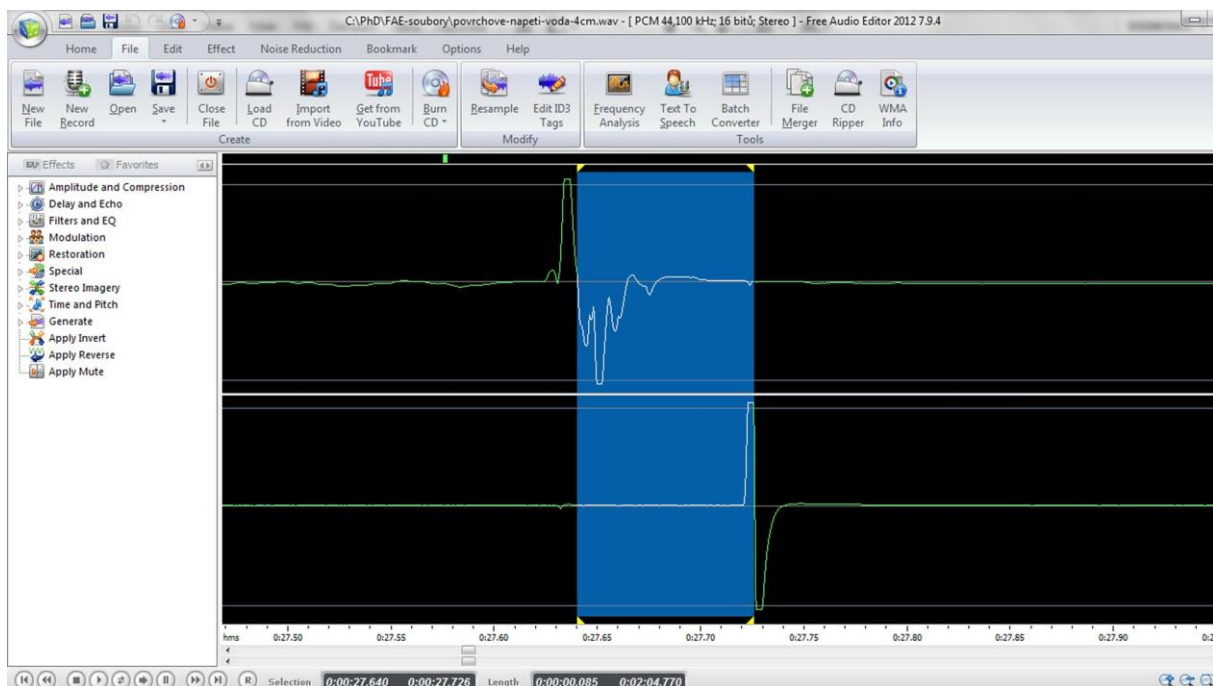 C:\PhD\FAE-soubory\povrchove-napeti-voda-4cm.wav - [ PCM 44,100 kHz; 16 bitů; Stereo ] - Free Audio Editor 2012 7.9.4
Home File Edit Effect Noise Reduction Bookmark Options Help
New File
New Record
Open
Save
Close File
Load CD
Import from Video
You Tube
Get from YouTube
Burn CD
Resample
Edit ID3 Tags
Frequency Analysis
Text To Speech
Batch Converter
File Merger
CD Ripper
WMA Info
Create Modify Tools
Effects Favorites
Amplitude and Compression
Delay and Echo
Filters and EQ
Modulation
Restoration
Special
Stereo Imagery
Time and Pitch
Generate
Apply Invert
Apply Reverse
Apply Mute
hms 0:27.50 0:27.55 0:27.60 0:27.65 0:27.70 0:27.75 0:27.80 0:27.85 0:27.90
R Selection 0:00:27.640 0:00:27.726 Length 0:00:00.085 0:02:04.770